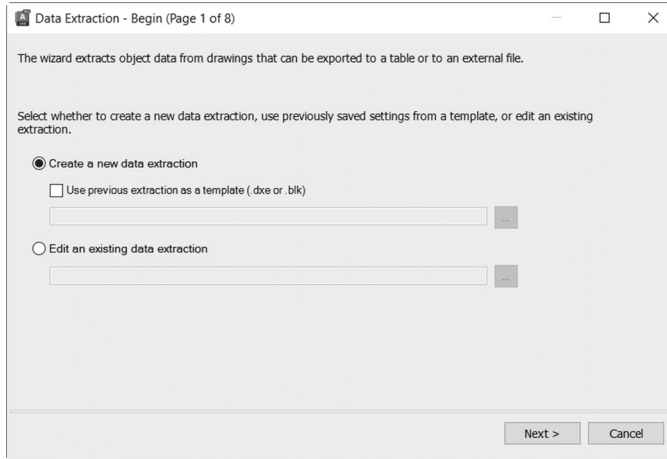 Data Extraction - Begin (Page 1 of 8)
The wizard extracts object data from drawings that can be exported to a table or to an external file.
Select whether to create a new data extraction, use previously saved settings from a template, or edit an existing
extraction.
Create a new data extraction
Use previous extraction as a template (.dxe or .blk)
...
Edit an existing data extraction
...
Next >
Cancel